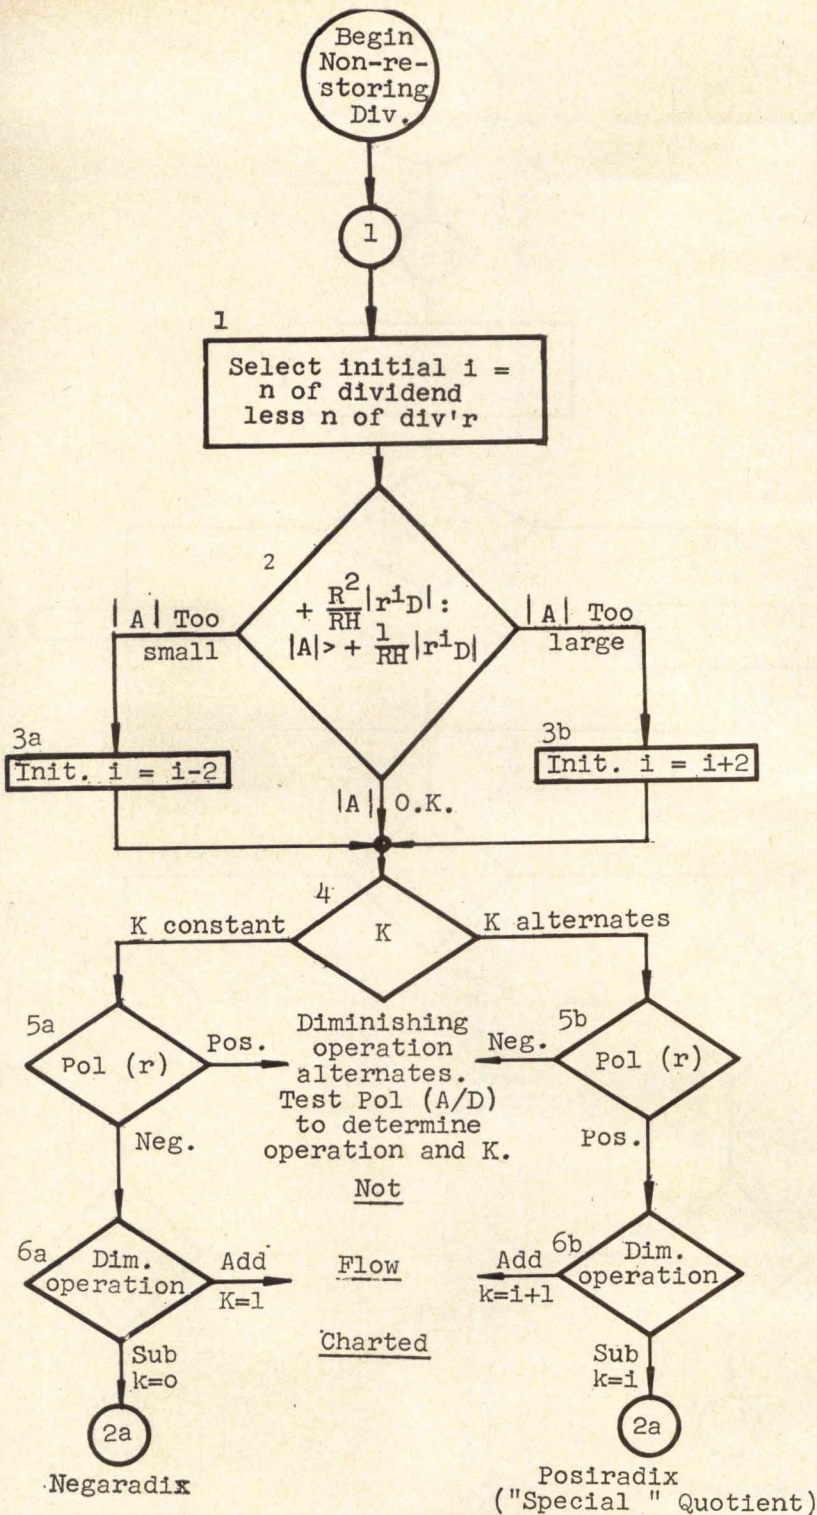 Begin
Non-re-
storing
Div.
1
1
Select initial i =
n of dividend
less n of div'r
2
+ R²/RH |rⁱD| :
|A| > + 1/RH |rⁱD|
|A| Too
small
|A| Too
large
3a
Init. i = i-2
3b
Init. i = i+2
|A| O.K.
4
K
K constant
K alternates
5a
Pol (r)
Pos.
Neg.
Diminishing
operation
alternates.
Test Pol (A/D)
to determine
operation and K.
5b
Neg.
Pol (r)
Pos.
Not
6a
Dim.
operation
Add
K=1
Flow
6b
Add
k=i+1
Dim.
operation
Charted
Sub
k=o
Sub
k=i
2a
2a
Negaradix
Posiradix
("Special " Quotient)